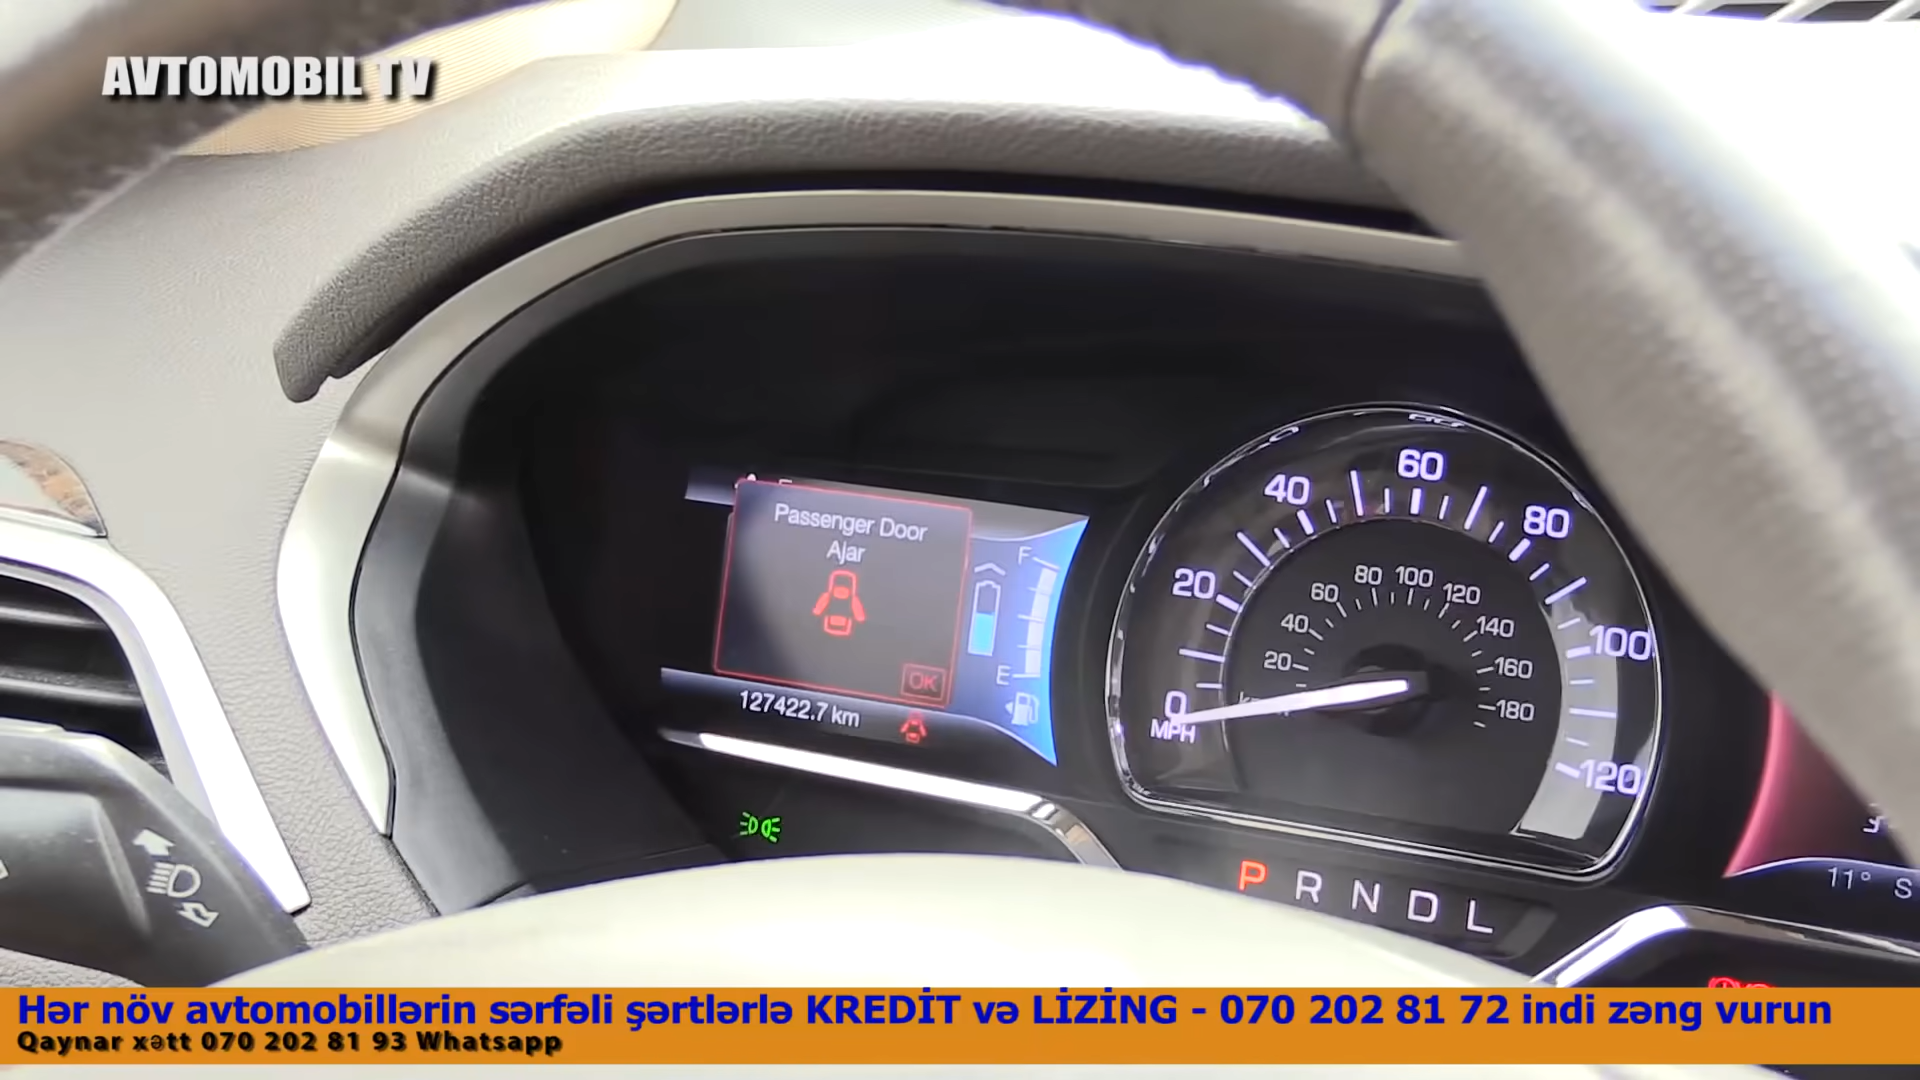 AVTOMOBIL TV
Passenger Door
Ajar
OK
127422.7 km
F
E
0
20
40
60
80
100
120
MPH
20
40
60
80
100
120
140
160
180
P R N D L
11° S
Hər növ avtomobillərin sərfəli şərtlərlə KREDİT və LİZİNG - 070 202 81 72 indi zəng vurun
Qaynar xətt 070 202 81 93 Whatsapp